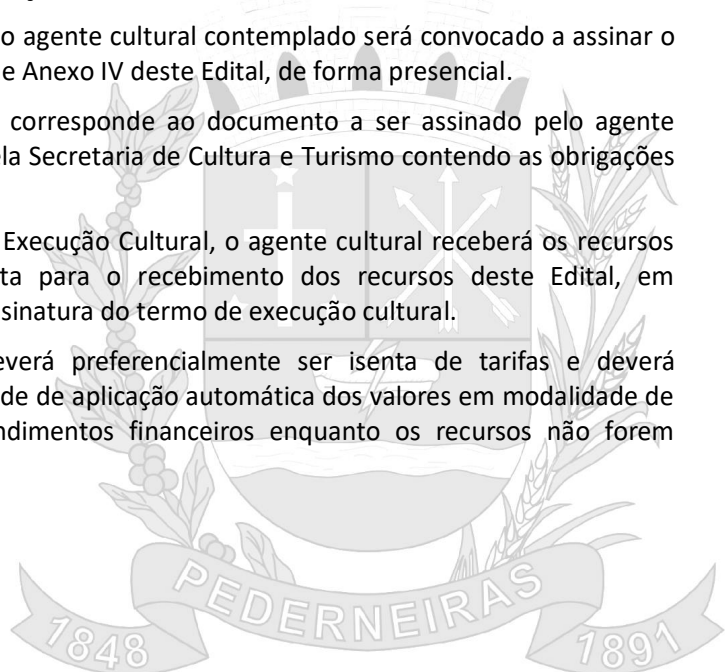 o agente cultural contemplado será convocado a assinar o
e Anexo IV deste Edital, de forma presencial.
corresponde ao documento a ser assinado pelo agente
ela Secretaria de Cultura e Turismo contendo as obrigações
Execução Cultural, o agente cultural receberá os recursos
ta para o recebimento dos recursos deste Edital, em
ssinatura do termo de execução cultural.
everá preferencialmente ser isenta de tarifas e deverá
de de aplicação automática dos valores em modalidade de
ndimentos financeiros enquanto os recursos não forem
PEDERNEIRAS
1848
1891